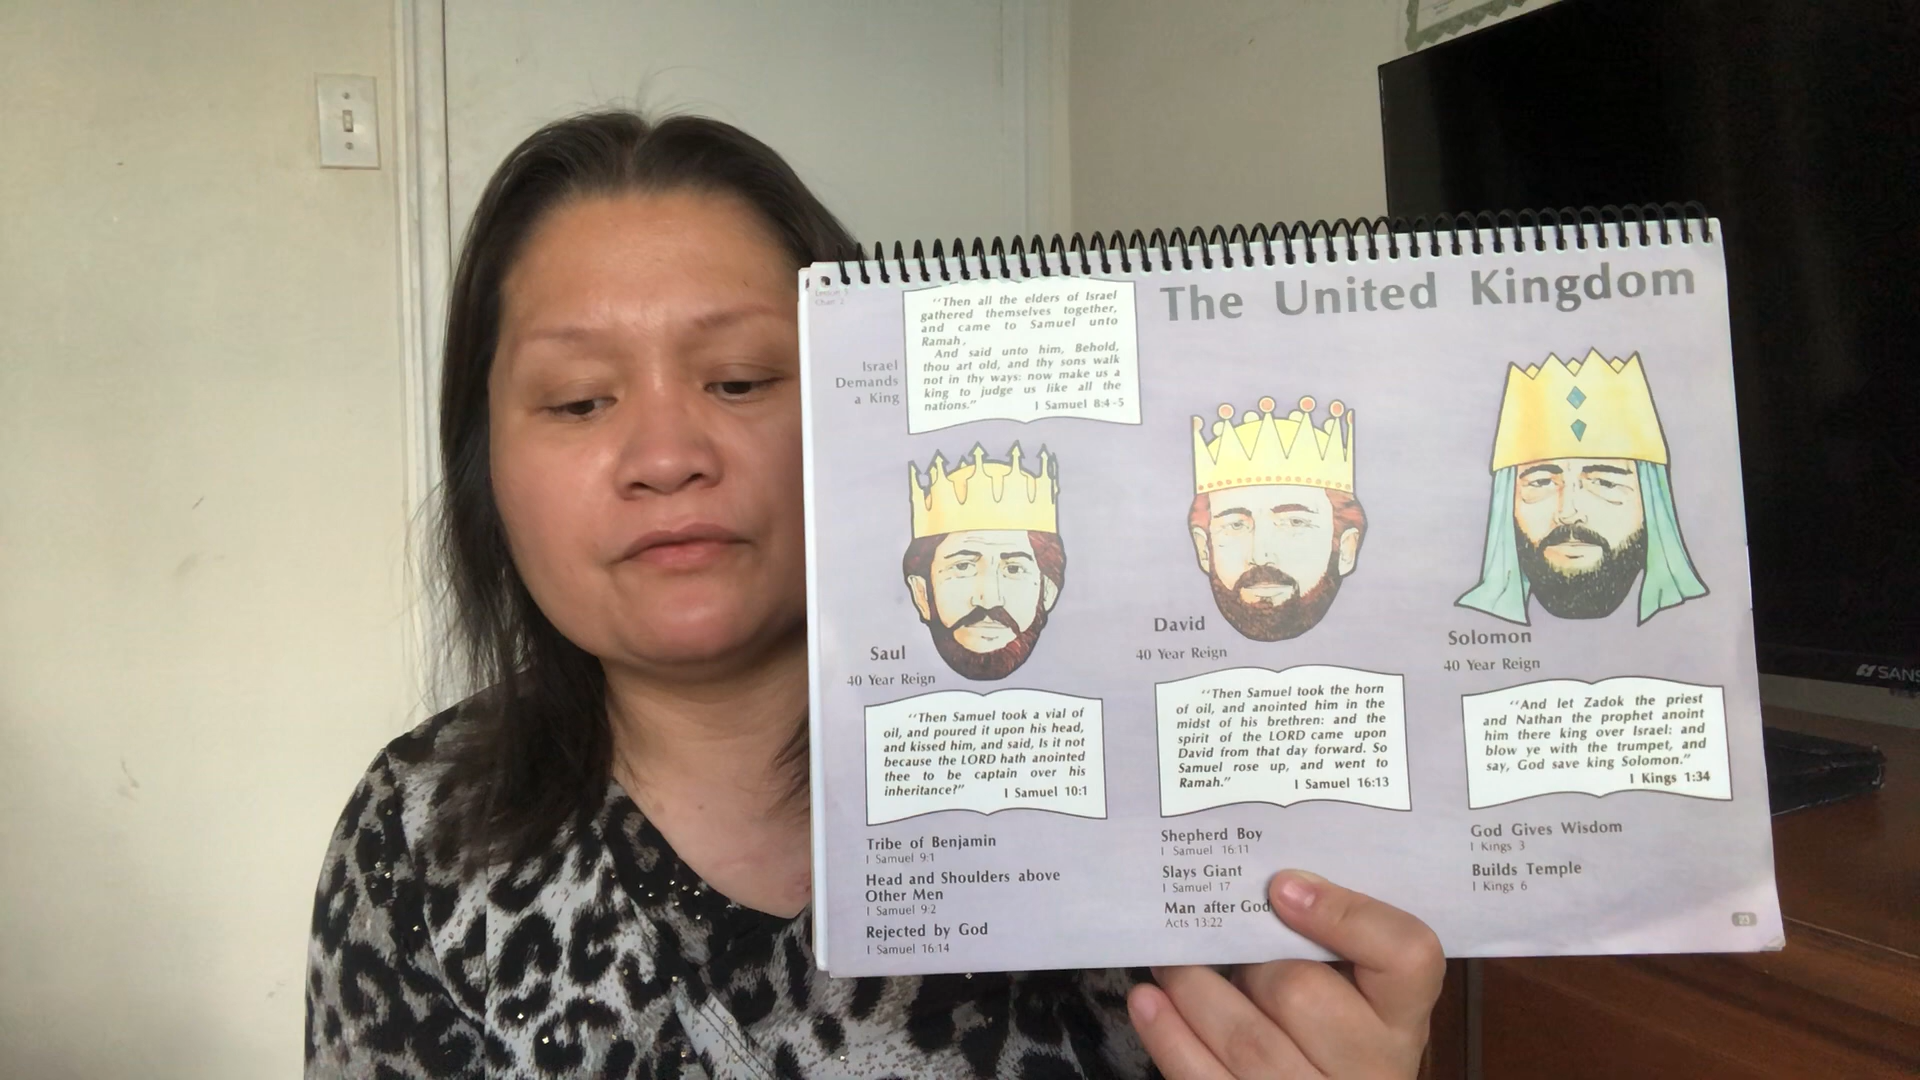 The United Kingdom
Israel
Demands
a King
“Then all the elders of Israel
gathered themselves together,
and came to Samuel unto
Ramah,
And said unto him, Behold,
thou art old, and thy sons walk
not in thy ways: now make us a
king to judge us like all the
nations.” I Samuel 8:4-5
Saul
40 Year Reign
“Then Samuel took a vial of
oil, and poured it upon his head,
and kissed him, and said, Is it not
because the LORD hath anointed
thee to be captain over his
inheritance?” I Samuel 10:1
Tribe of Benjamin
I Samuel 9:1
Head and Shoulders above
Other Men
I Samuel 9:2
Rejected by God
I Samuel 16:14
David
40 Year Reign
“Then Samuel took the horn
of oil, and anointed him in the
midst of his brethren: and the
spirit of the LORD came upon
David from that day forward. So
Samuel rose up, and went to
Ramah.” I Samuel 16:13
Shepherd Boy
I Samuel 16:11
Slays Giant
I Samuel 17
Man after God
Acts 13:22
Solomon
40 Year Reign
“And let Zadok the priest
and Nathan the prophet anoint
him there king over Israel: and
blow ye with the trumpet, and
say, God save king Solomon.”
I Kings 1:34
God Gives Wisdom
I Kings 3
Builds Temple
I Kings 6
23
SANS